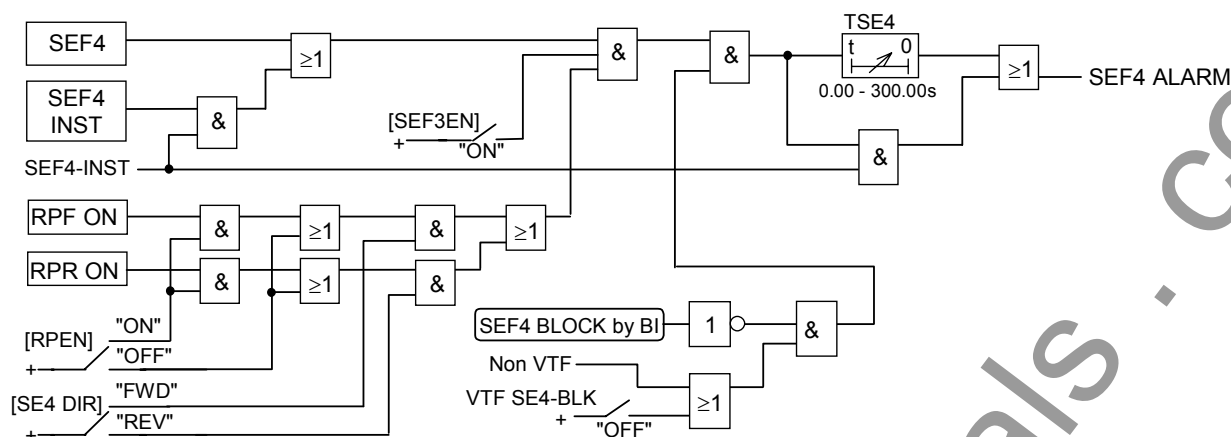 TSE4
SEF4
≥1
&
&
t 0
≥1
SEF4 ALARM
SEF4
INST
&
[SEF3EN]
+
"ON"
0.00 - 300.00s
&
SEF4-INST
RPF ON
&
≥1
&
≥1
RPR ON
&
≥1
&
[RPEN]
+
"ON"
"OFF"
[SE4 DIR]
+
"FWD"
"REV"
SEF4 BLOCK by BI
1
&
Non VTF
VTF SE4-BLK
+
"OFF"
≥1
als . co